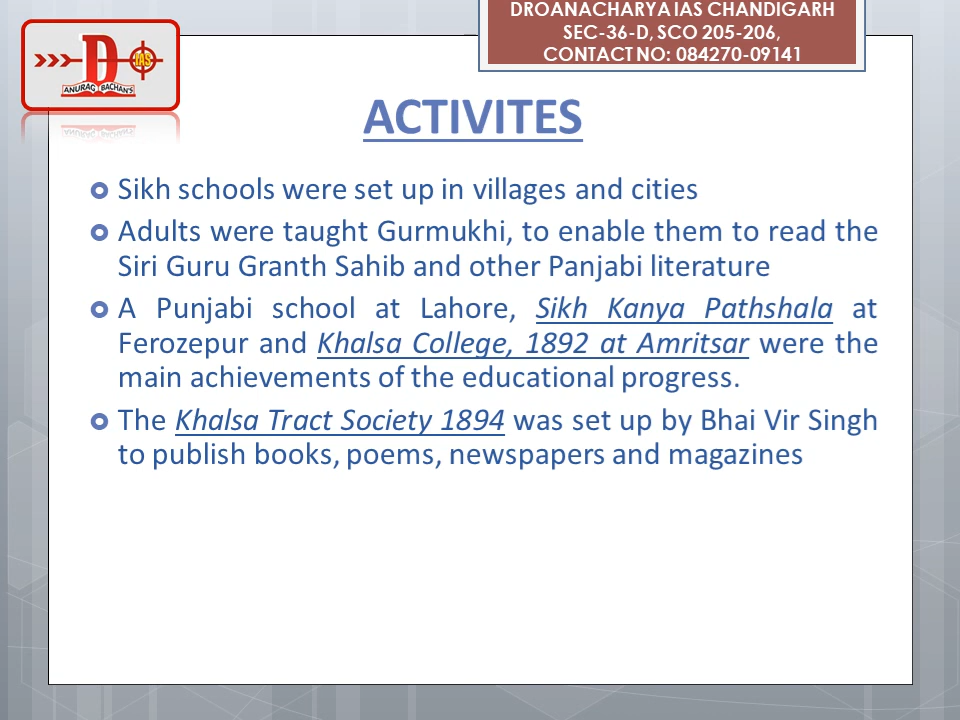 DROANACHARYA IAS CHANDIGARH
SEC-36-D, SCO 205-206,
CONTACT NO: 084270-09141
D
IAS
ANURAG BACHAN'S
ACTIVITES
Sikh schools were set up in villages and cities
Adults were taught Gurmukhi, to enable them to read the
Siri Guru Granth Sahib and other Panjabi literature
A Punjabi school at Lahore, Sikh Kanya Pathshala at
Ferozepur and Khalsa College, 1892 at Amritsar were the
main achievements of the educational progress.
The Khalsa Tract Society 1894 was set up by Bhai Vir Singh
to publish books, poems, newspapers and magazines